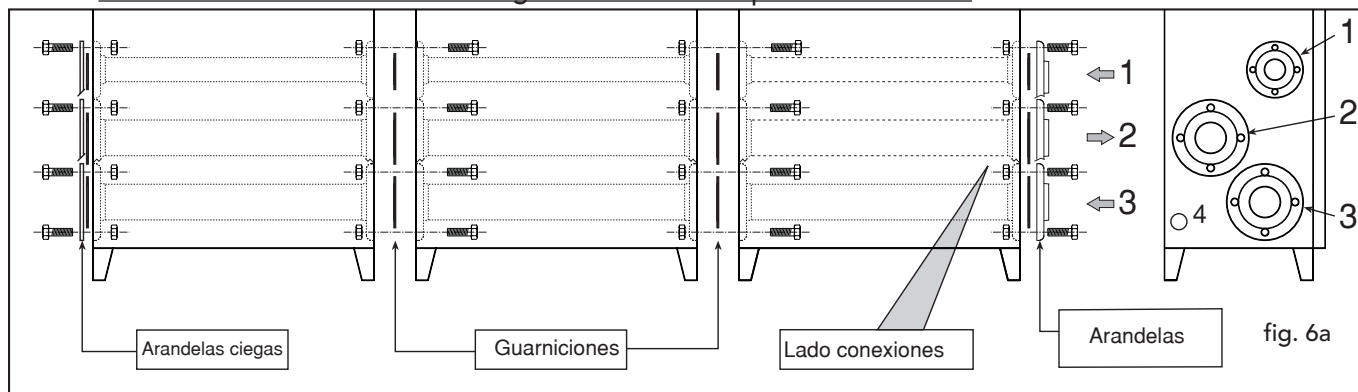 1
2
3
4
1
2
3
Arandelas ciegas
Guarniciones
Lado conexiones
Arandelas
fig. 6a